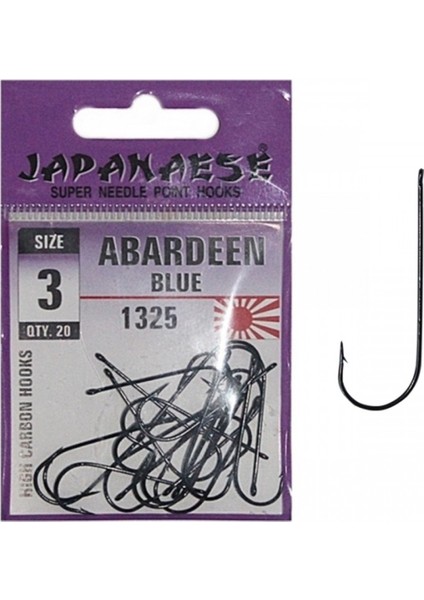 JAPANAESE®
SUPER NEEDLE POINT HOOKS
SIZE
3
QTY. 20
ABARDEEN
BLUE
1325
HIGH CARBON HOOKS